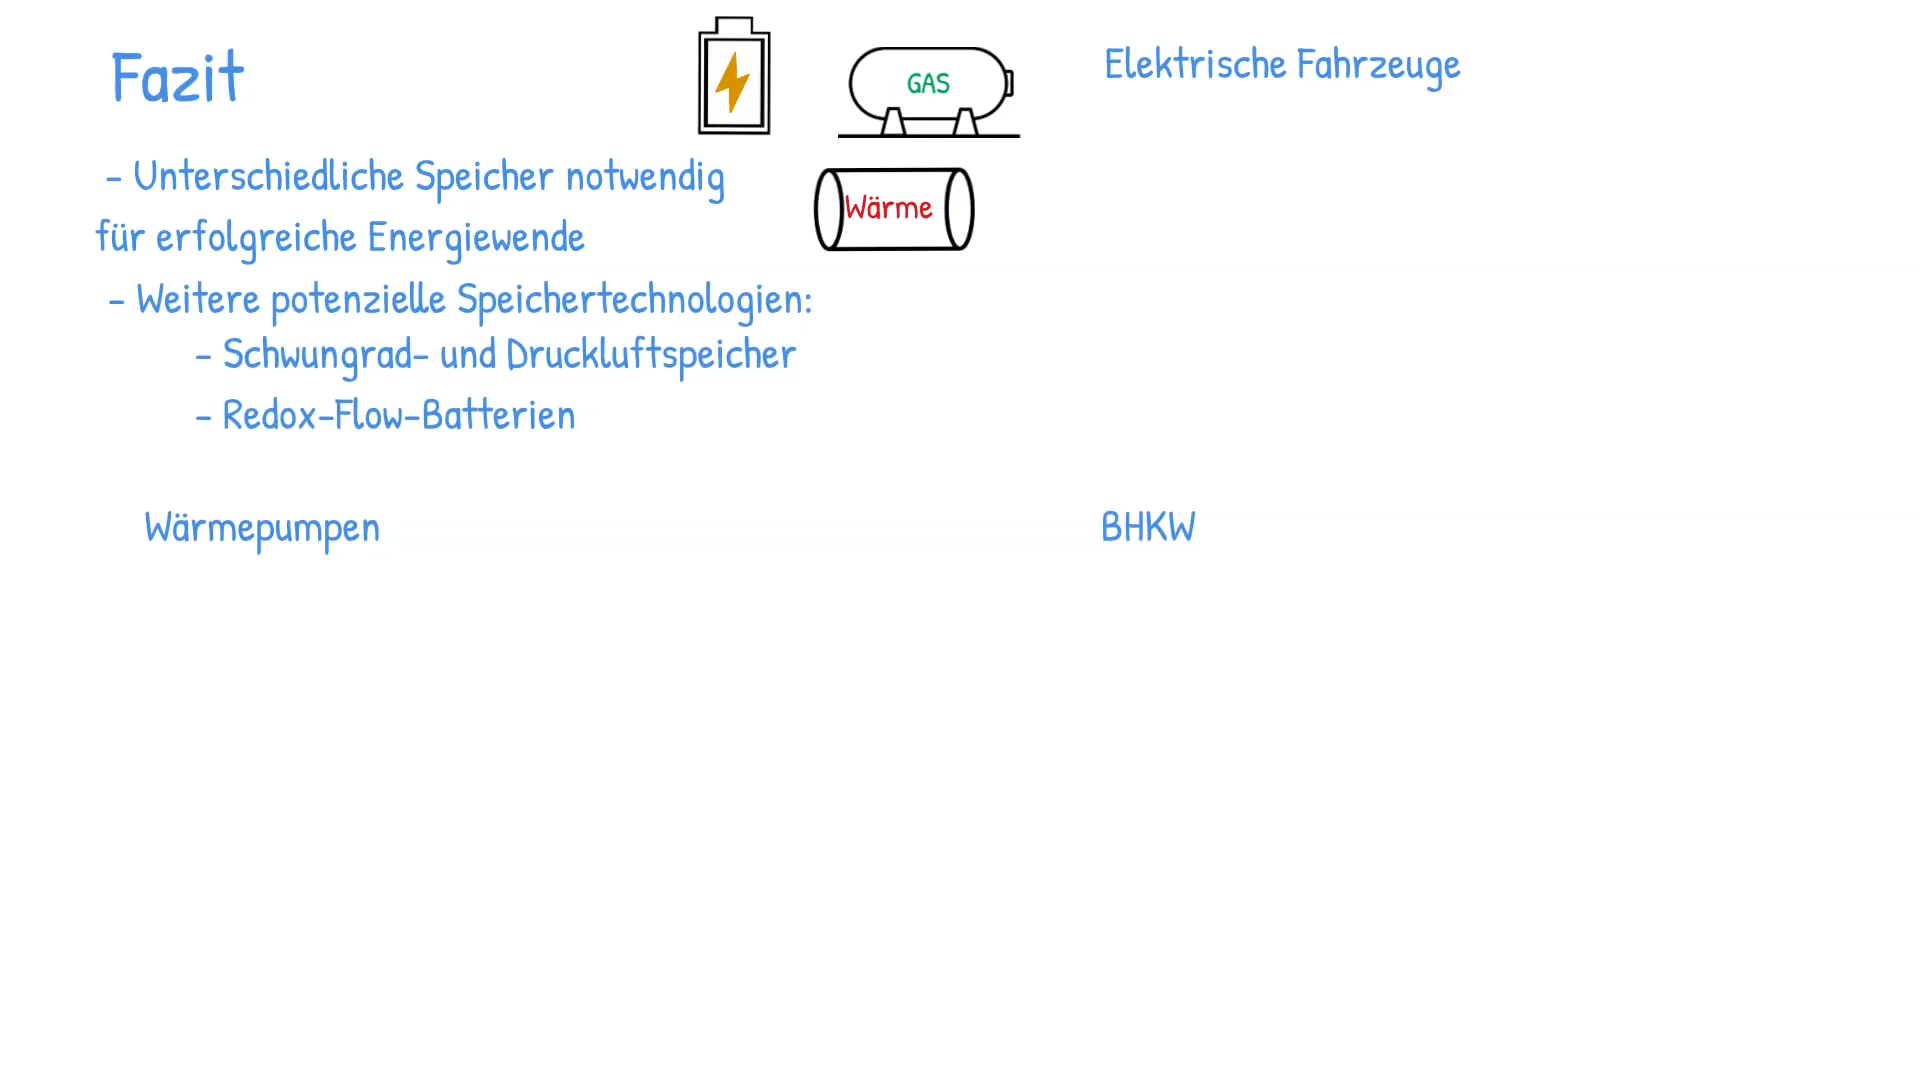 Fazit
- Unterschiedliche Speicher notwendig
für erfolgreiche Energiewende
- Weitere potenzielle Speichertechnologien:
- Schwungrad- und Druckluftspeicher
- Redox-Flow-Batterien
GAS
Wärme
Elektrische Fahrzeuge
Wärmepumpen
BHKW